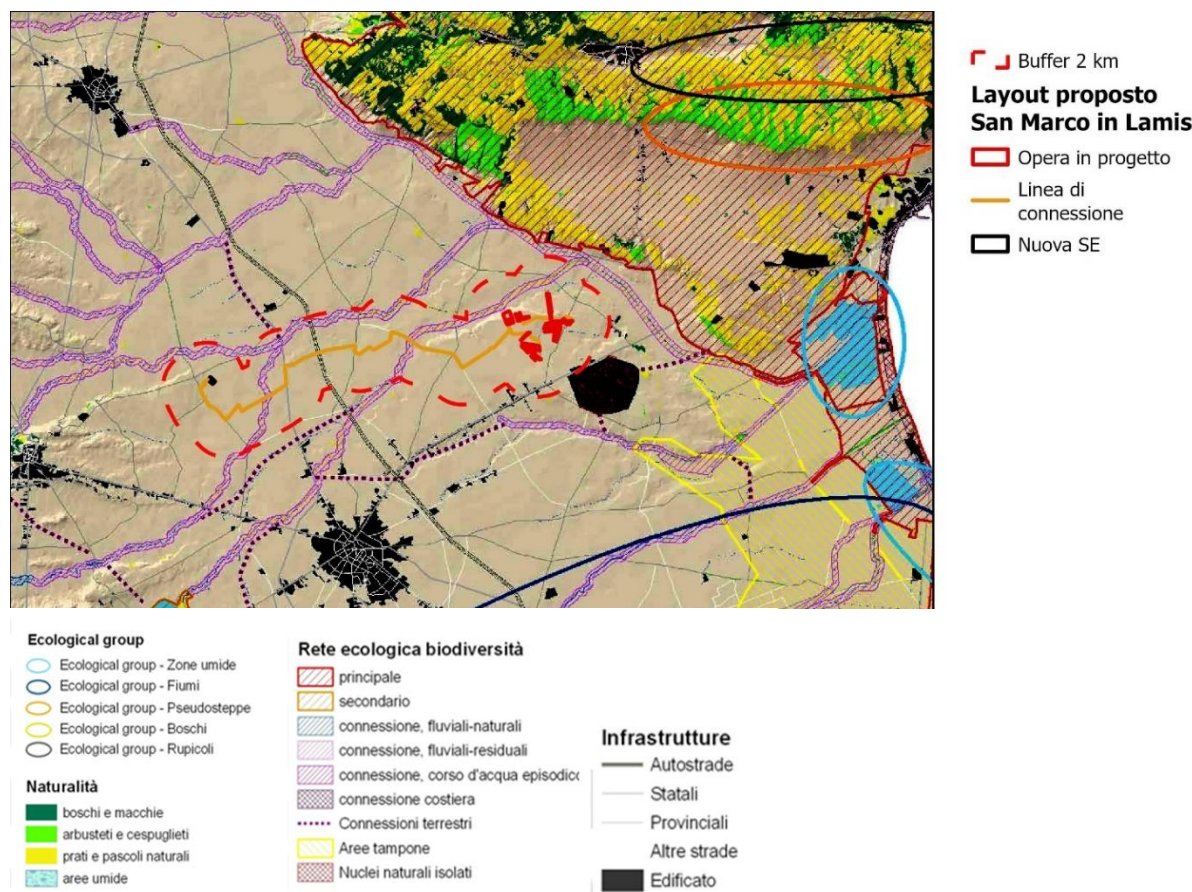 Buffer 2 km
Layout proposto
San Marco in Lamis
Opera in progetto
Linea di
connessione
Nuova SE
Ecological group
Ecological group - Zone umide
Ecological group - Fiumi
Ecological group - Pseudosteppe
Ecological group - Boschi
Ecological group - Rupicoli
Naturalità
boschi e macchie
arbusteti e cespuglieti
prati e pascoli naturali
aree umide
Rete ecologica biodiversità
principale
secondario
connessione, fluviali-naturali
connessione, fluviali-residuali
connessione, corso d'acqua episodico
connessione costiera
Connessioni terrestri
Aree tampone
Nuclei naturali isolati
Infrastrutture
Autostrade
Statali
Provinciali
Altre strade
Edificato